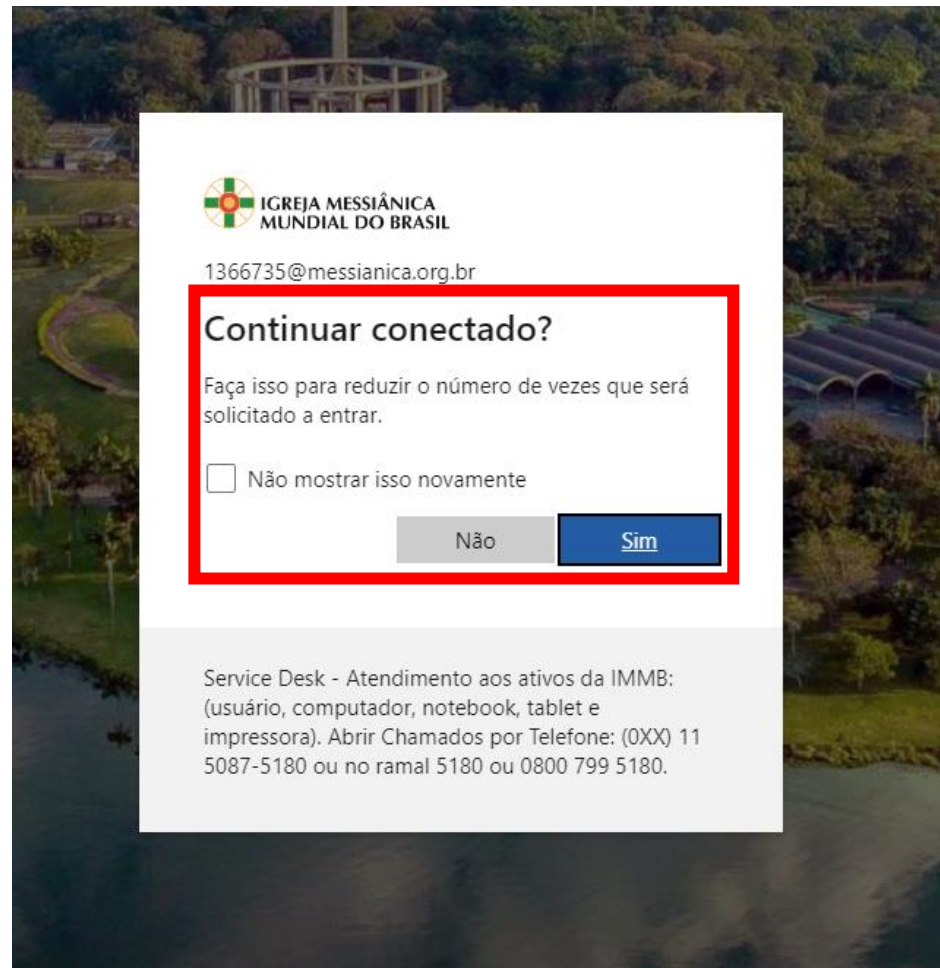 IGREJA MESSIÂNICA
MUNDIAL DO BRASIL
1366735@messianica.org.br
Continuar conectado?
Faça isso para reduzir o número de vezes que será
solicitado a entrar.
Não mostrar isso novamente
Não
Sim
Service Desk - Atendimento aos ativos da IMMB:
(usuário, computador, notebook, tablet e
impressora). Abrir Chamados por Telefone: (0XX) 11
5087-5180 ou no ramal 5180 ou 0800 799 5180.